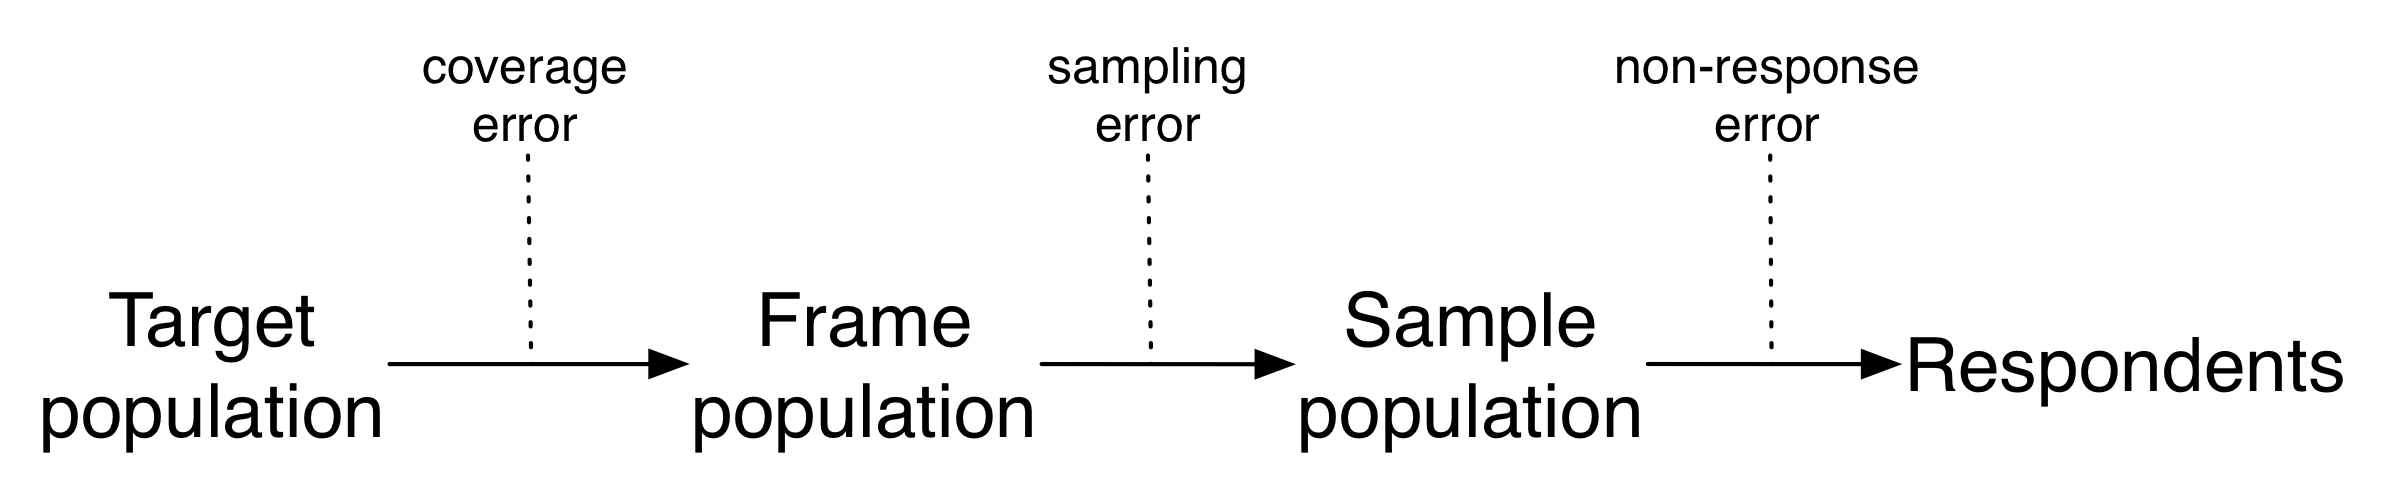 coverage
error
sampling
error
non-response
error
Target
population
Frame
population
Sample
population
Respondents